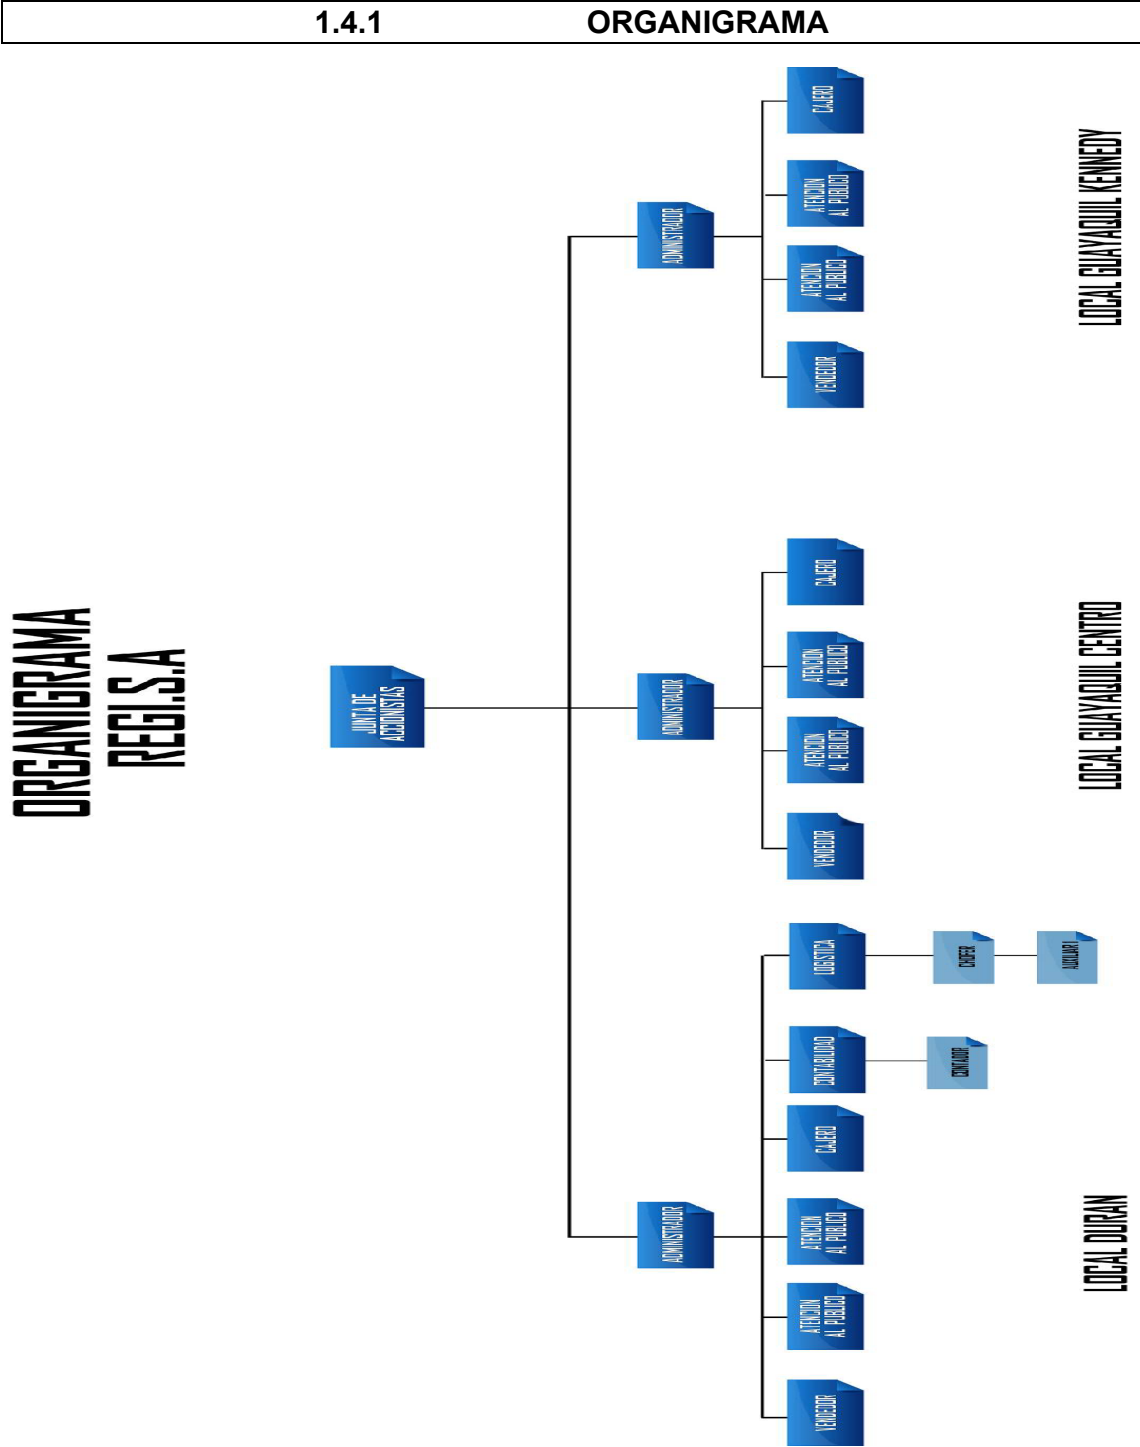 1.4.1 ORGANIGRAMA
ORGANIGRAMA
REGI.S.A
JUNTA DE
ACCIONISTAS
ADMINISTRADOR
ADMINISTRADOR
ADMINISTRADOR
VENDEDOR
ATENCION
AL PUBLICO
ATENCION
AL PUBLICO
CAJERO
CONTABILIDAD
LOGISTICA
VENDEDOR
ATENCION
AL PUBLICO
ATENCION
AL PUBLICO
CAJERO
VENDEDOR
ATENCION
AL PUBLICO
ATENCION
AL PUBLICO
CAJERO
CONTADOR
CHOFER
AUXILIAR I
LOCAL DURAN
LOCAL GUAYAQUIL CENTRO
LOCAL GUAYAQUIL KENNEDY